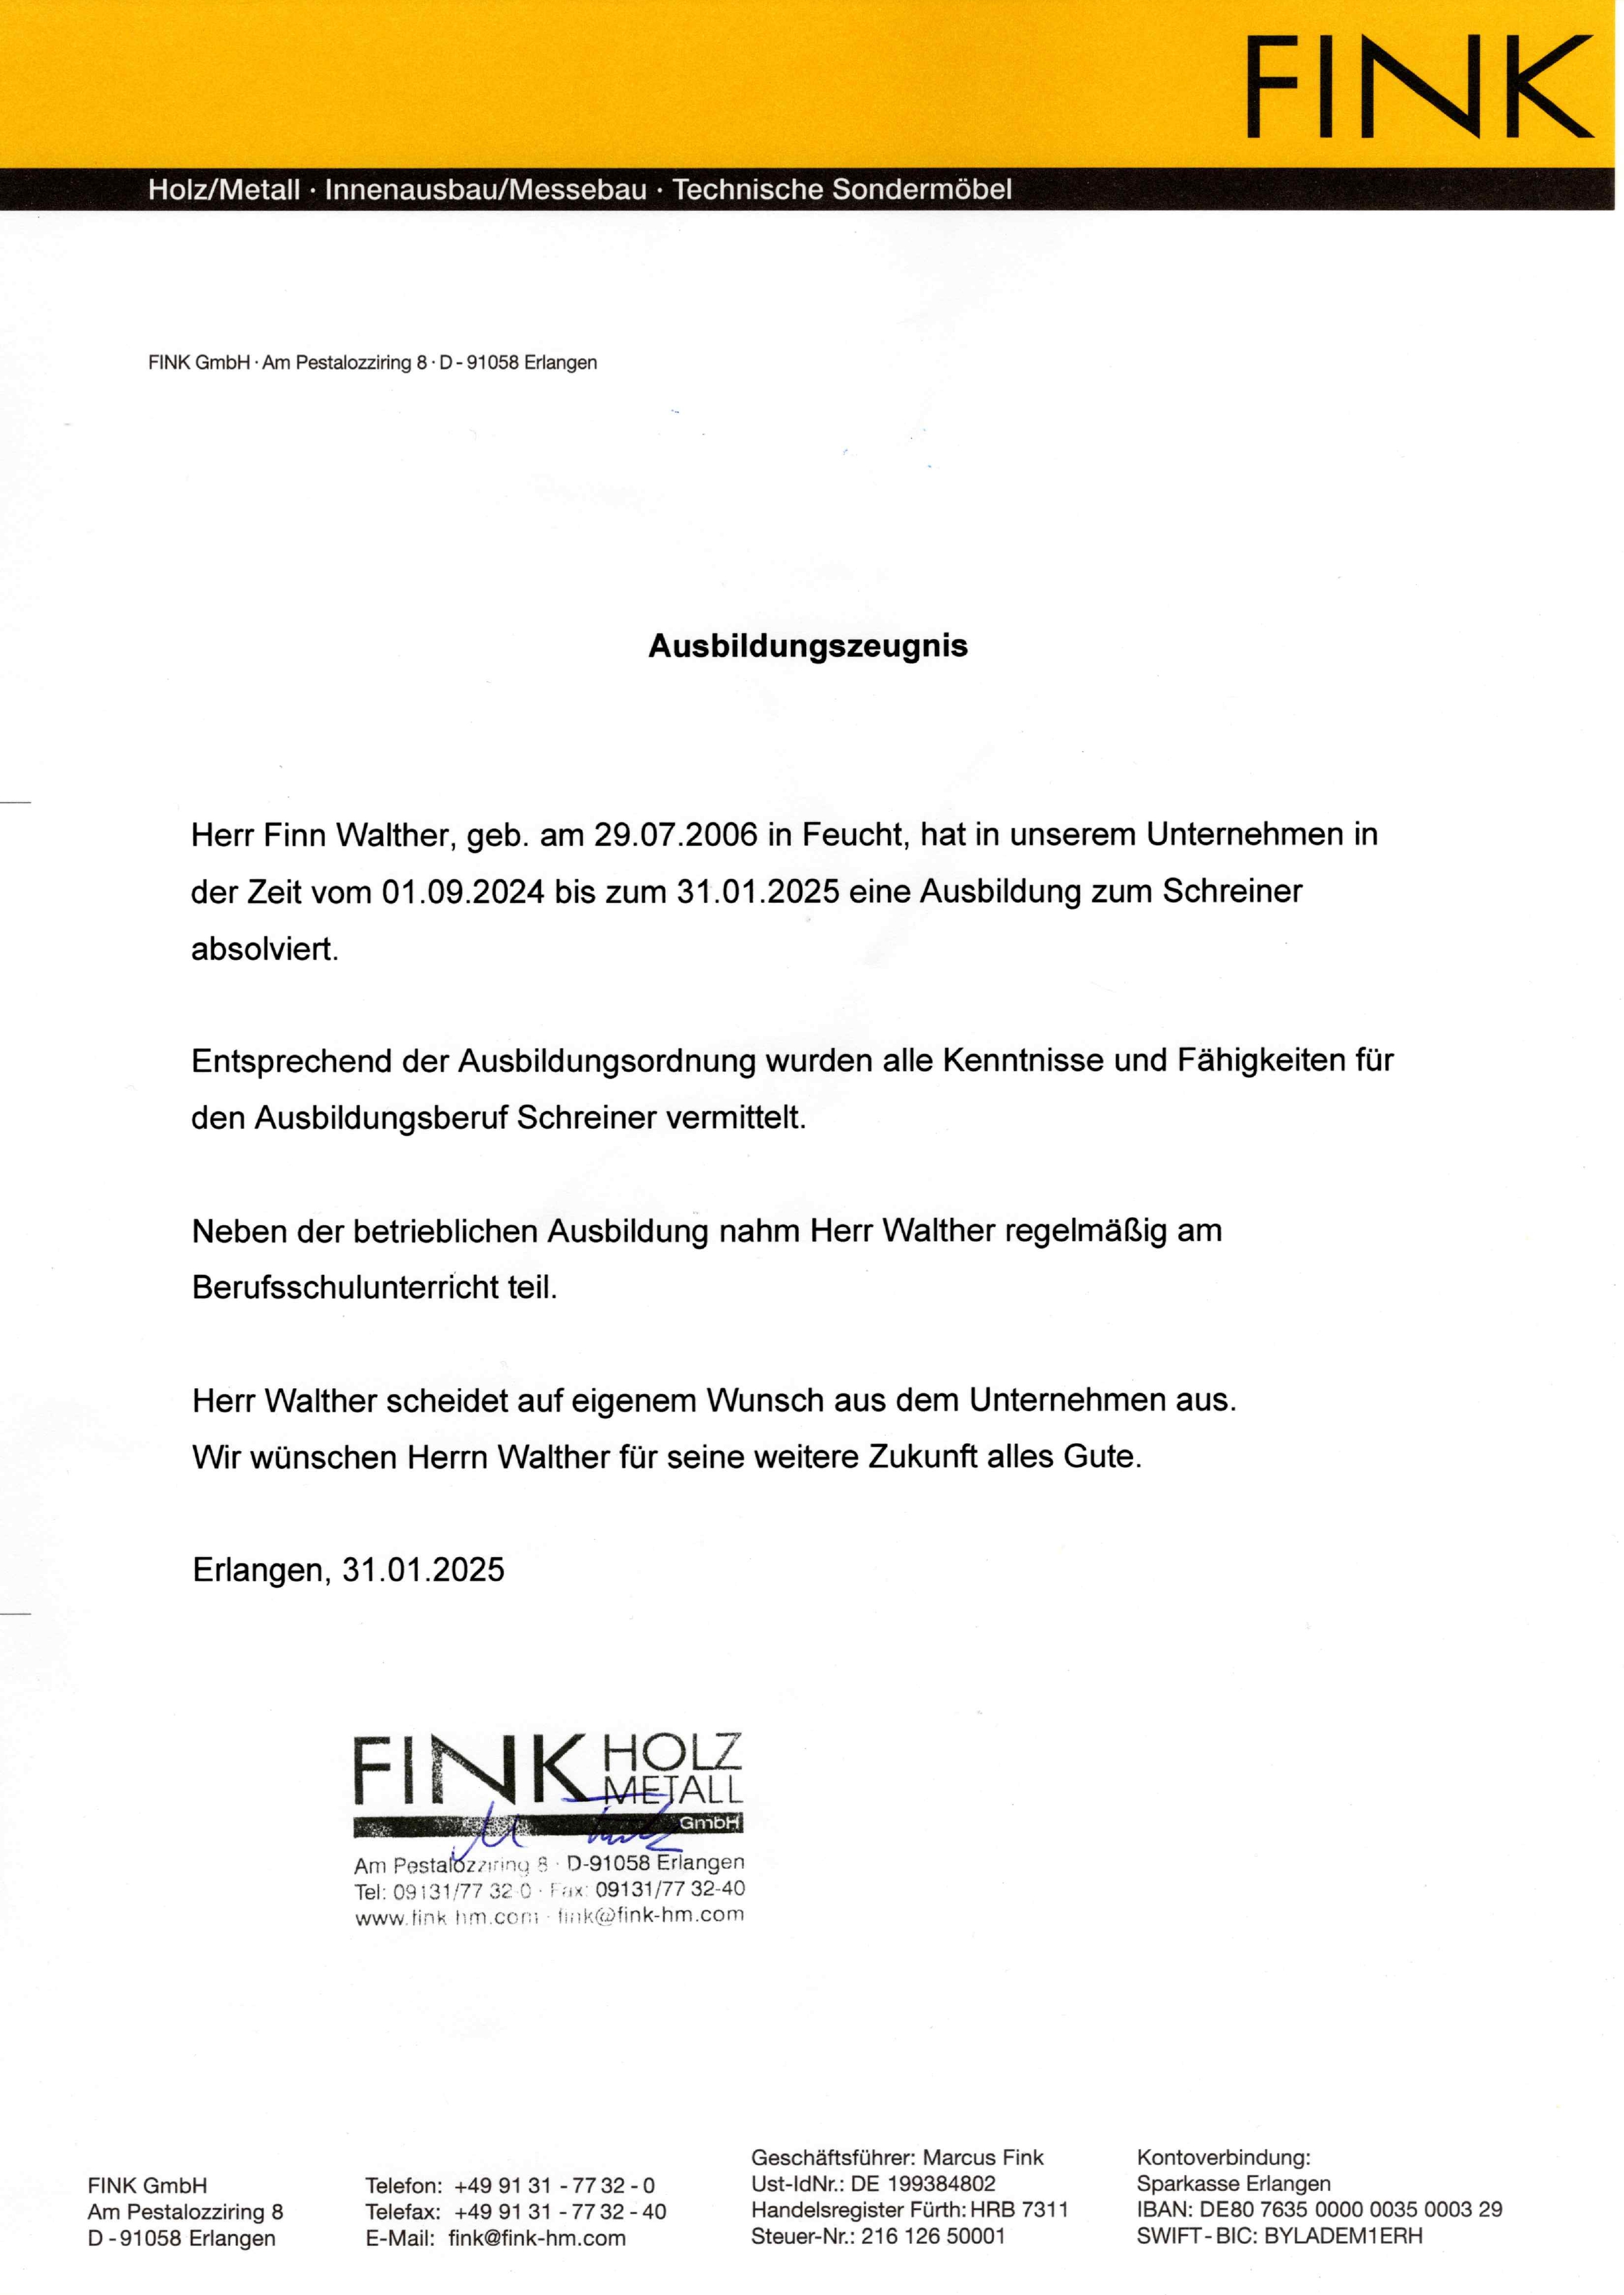 FINK
Holz/Metall · Innenausbau/Messebau · Technische Sondermöbel
FINK GmbH · Am Pestalozziring 8 · D - 91058 Erlangen
Ausbildungszeugnis
Herr Finn Walther, geb. am 29.07.2006 in Feucht, hat in unserem Unternehmen in
der Zeit vom 01.09.2024 bis zum 31.01.2025 eine Ausbildung zum Schreiner
absolviert.
Entsprechend der Ausbildungsordnung wurden alle Kenntnisse und Fähigkeiten für
den Ausbildungsberuf Schreiner vermittelt.
Neben der betrieblichen Ausbildung nahm Herr Walther regelmäßig am
Berufsschulunterricht teil.
Herr Walther scheidet auf eigenem Wunsch aus dem Unternehmen aus.
Wir wünschen Herrn Walther für seine weitere Zukunft alles Gute.
Erlangen, 31.01.2025
FINK HOLZ
METALL
GmbH
Am Pestalozziring 8 · D-91058 Erlangen
Tel: 09131/77 32-0 · Fax: 09131/77 32-40
www.fink-hm.com · fink@fink-hm.com
FINK GmbH
Am Pestalozziring 8
D - 91058 Erlangen
Telefon: +49 91 31 - 77 32 - 0
Telefax: +49 91 31 - 77 32 - 40
E-Mail: fink@fink-hm.com
Geschäftsführer: Marcus Fink
Ust-IdNr.: DE 199384802
Handelsregister Fürth: HRB 7311
Steuer-Nr.: 216 126 50001
Kontoverbindung:
Sparkasse Erlangen
IBAN: DE80 7635 0000 0035 0003 29
SWIFT - BIC: BYLADEM1ERH